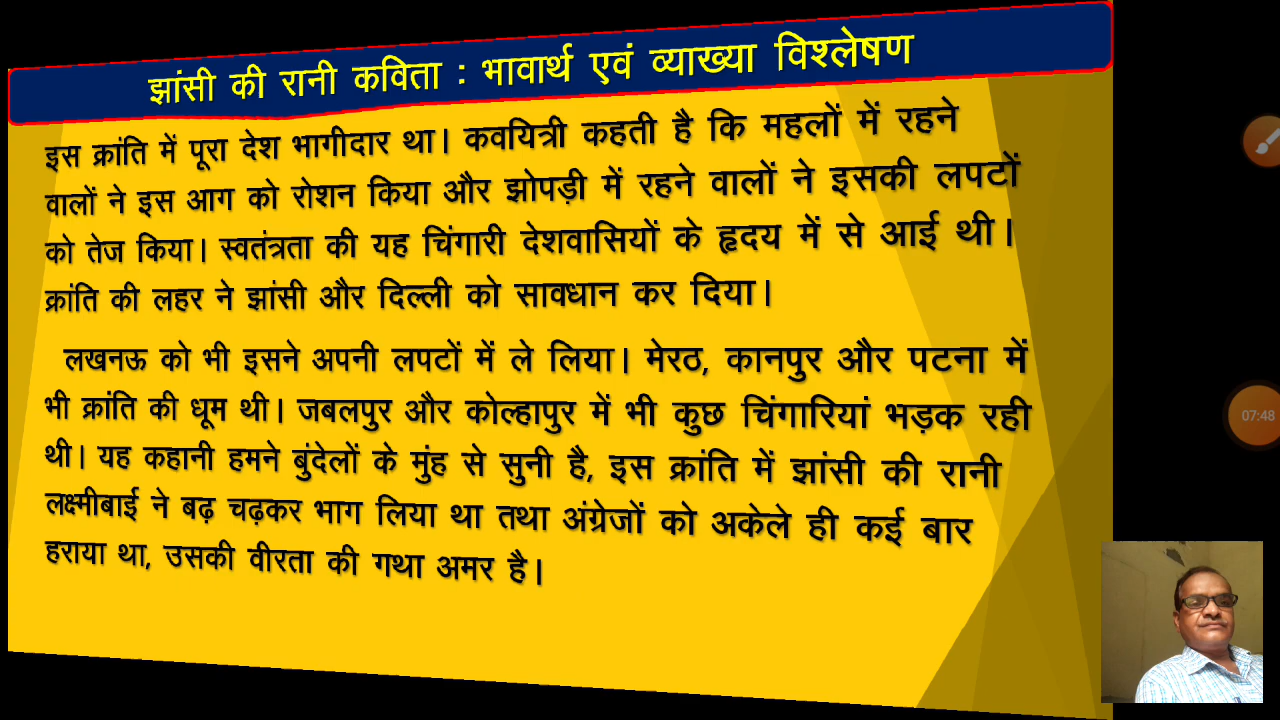 झांसी की रानी कविता : भावार्थ एवं व्याख्या विश्लेषण
इस क्रांति में पूरा देश भागीदार था। कवयित्री कहती है कि महलों में रहने
वालों ने इस आग को रोशन किया और झोपड़ी में रहने वालों ने इसकी लपटों
को तेज किया। स्वतंत्रता की यह चिंगारी देशवासियों के हृदय में से आई थी।
क्रांति की लहर ने झांसी और दिल्ली को सावधान कर दिया।
लखनऊ को भी इसने अपनी लपटों में ले लिया। मेरठ, कानपुर और पटना में
भी क्रांति की धूम थी। जबलपुर और कोल्हापुर में भी कुछ चिंगारियां भड़क रही
थी। यह कहानी हमने बुंदेलों के मुंह से सुनी है, इस क्रांति में झांसी की रानी
लक्ष्मीबाई ने बढ़ चढ़कर भाग लिया था तथा अंग्रेजों को अकेले ही कई बार
हराया था, उसकी वीरता की गथा अमर है।
07:48